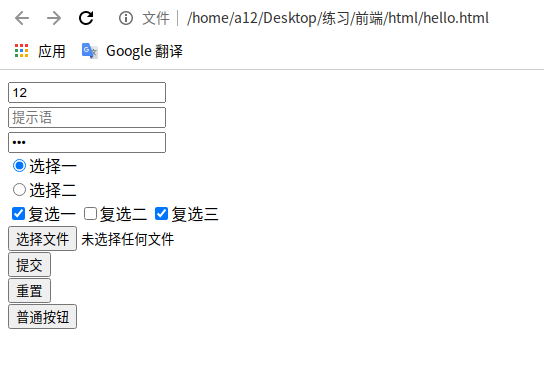 文件 /home/a12/Desktop/练习/前端/html/hello.html
应用 Google 翻译
12
提示语
•••
选择一
选择二
复选一 复选二 复选三
选择文件 未选择任何文件
提交
重置
普通按钮